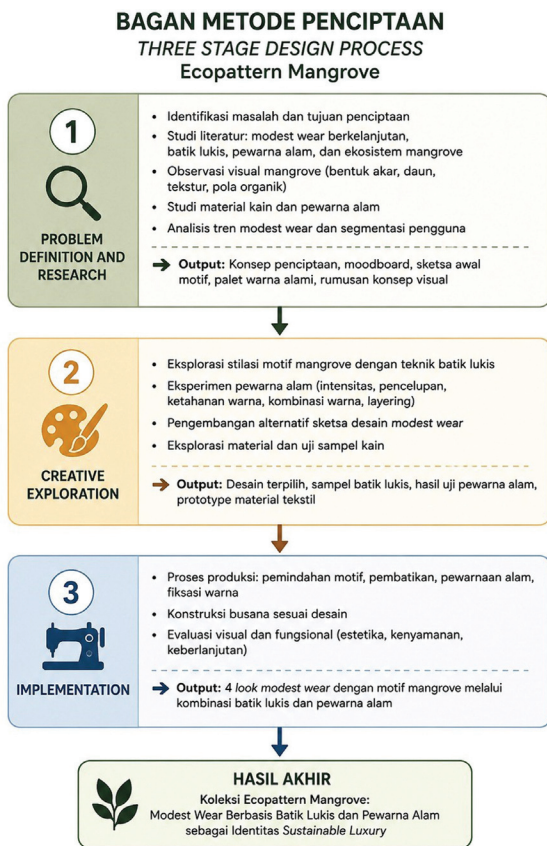 BAGAN METODE PENCIPTAAN
THREE STAGE DESIGN PROCESS
Ecopattern Mangrove
1
PROBLEM
DEFINITION AND
RESEARCH
• Identifikasi masalah dan tujuan penciptaan
• Studi literatur: modest wear berkelanjutan,
batik lukis, pewarna alam, dan ekosistem mangrove
• Observasi visual mangrove (bentuk akar, daun,
tekstur, pola organik)
• Studi material kain dan pewarna alam
• Analisis tren modest wear dan segmentasi pengguna
→ Output: Konsep penciptaan, moodboard, sketsa awal
motif, palet warna alami, rumusan konsep visual
2
CREATIVE
EXPLORATION
• Eksplorasi stilasi motif mangrove dengan teknik batik lukis
• Eksperimen pewarna alam (intensitas, pencelupan,
ketahanan warna, kombinasi warna, layering)
• Pengembangan alternatif sketsa desain modest wear
• Eksplorasi material dan uji sampel kain
→ Output: Desain terpilih, sampel batik lukis, hasil uji pewarna alam,
prototype material tekstil
3
IMPLEMENTATION
• Proses produksi: pemindahan motif, pembatikan, pewarnaan alam,
fiksasi warna
• Konstruksi busana sesuai desain
• Evaluasi visual dan fungsional (estetika, kenyamanan,
keberlanjutan)
→ Output: 4 look modest wear dengan motif mangrove melalui
kombinasi batik lukis dan pewarna alam
HASIL AKHIR
Koleksi Ecopattern Mangrove:
Modest Wear Berbasis Batik Lukis dan Pewarna Alam
sebagai Identitas Sustainable Luxury